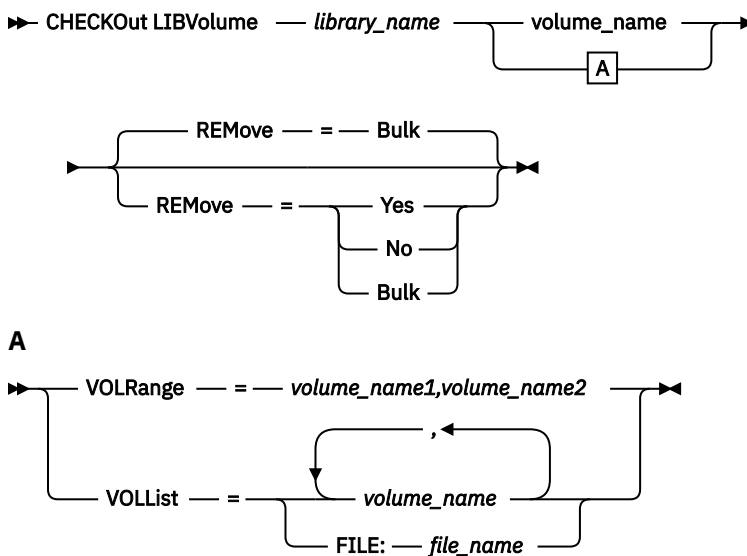 CHECKOut LIBVolume library_name volume_name
A
REMove = Bulk
REMove = Yes
No
Bulk
A
VOLRange = volume_name1,volume_name2
,
VOLList = volume_name
FILE: file_name